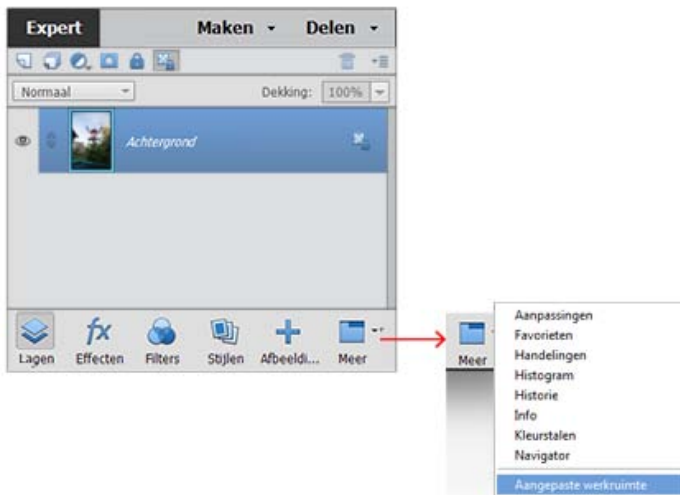 Expert Maken Delen
Normaal Dekking: 100%
Achtergrond
Lagen Effecten Filters Stijlen Afbeeldi... Meer
Meer
Aanpassingen
Favorieten
Handelingen
Histogram
Historie
Info
Kleurstalen
Navigator
Aangepaste werkruimte